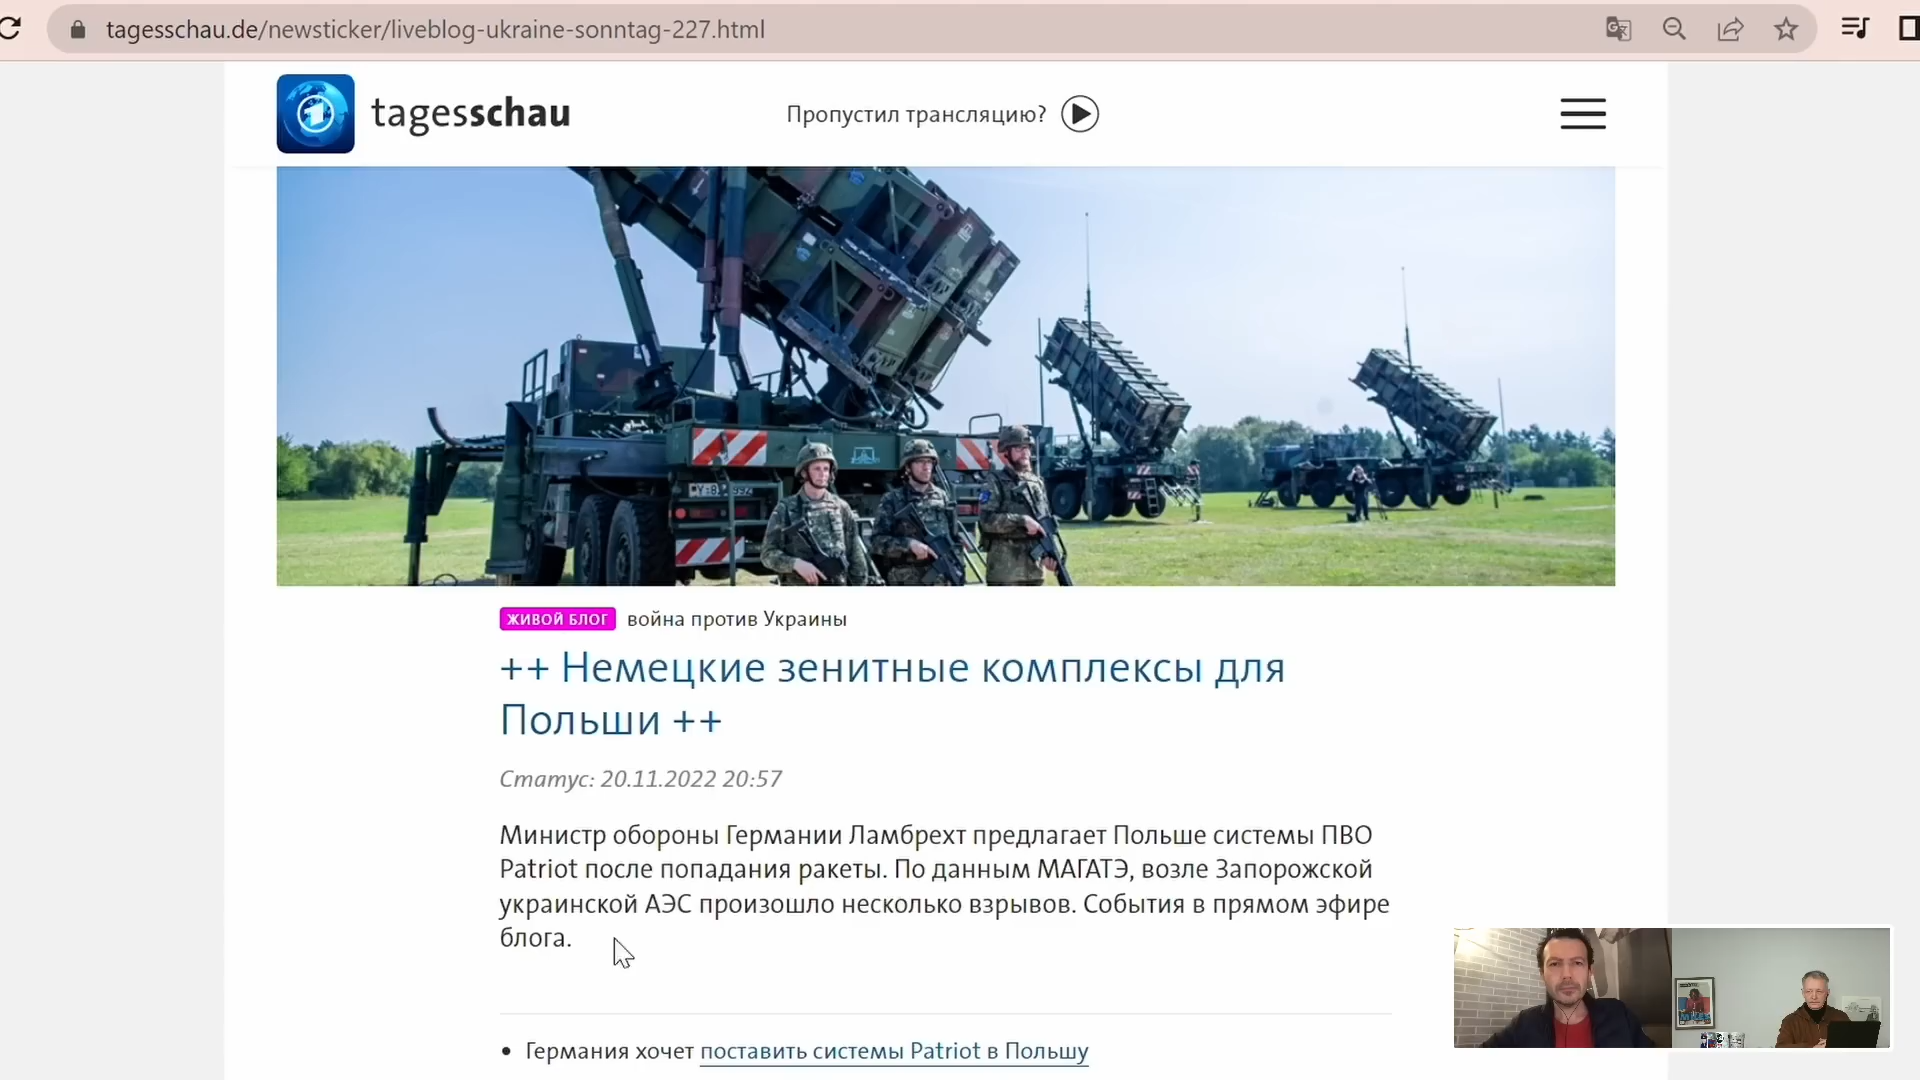 tagesschau.de/newsticker/liveblog-ukraine-sonntag-227.html
tagesschau
Пропустил трансляцию?
ЖИВОЙ БЛОГ война против Украины
++ Немецкие зенитные комплексы для
Польши ++
Статус: 20.11.2022 20:57
Министр обороны Германии Ламбрехт предлагает Польше системы ПВО
Patriot после попадания ракеты. По данным МАГАТЭ, возле Запорожской
украинской АЭС произошло несколько взрывов. События в прямом эфире
блога.
• Германия хочет поставить системы Patriot в Польшу